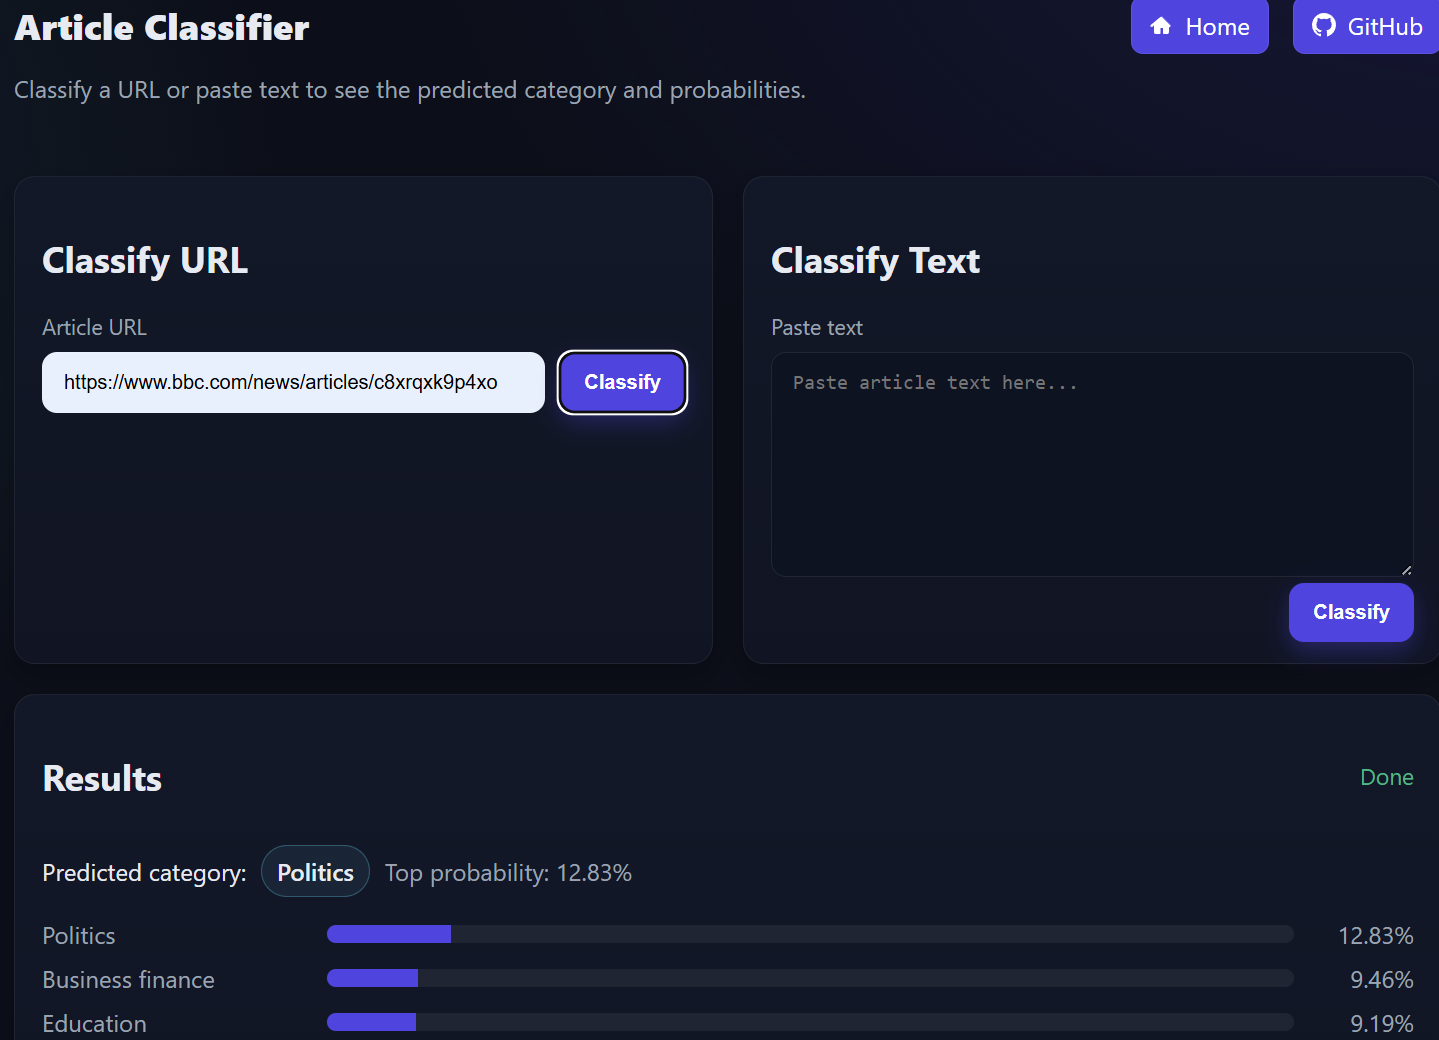 Article Classifier
Home
GitHub
Classify a URL or paste text to see the predicted category and probabilities.
Classify URL
Article URL
https://www.bbc.com/news/articles/c8xrqxk9p4xo
Classify
Classify Text
Paste text
Paste article text here...
Classify
Results
Done
Predicted category: Politics Top probability: 12.83%
Politics 12.83%
Business finance 9.46%
Education 9.19%